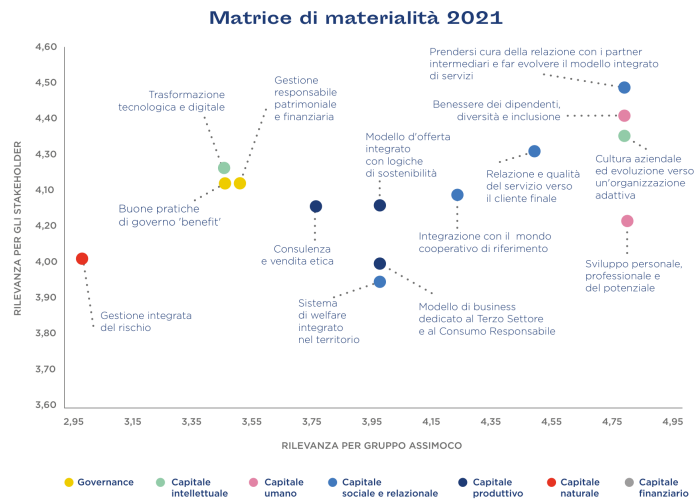 Matrice di materialità 2021
RILEVANZA PER GLI STAKEHOLDER
4,60
4,50
4,40
4,30
4,10
4,20
4,00
3,90
3,80
3,70
3,60
Prendersi cura della relazione con i partner
intermediari e far evolvere il modello integrato
di servizi
Gestione
responsabile
patrimoniale
e finanziaria
Trasformazione
tecnologica e digitale
Benessere dei dipendenti,
diversità e inclusione
Modello d'offerta
integrato
con logiche
di sostenibilità
Cultura aziendale
ed evoluzione verso
un'organizzazione
adattiva
Relazione e qualità
del servizio verso
il cliente finale
Buone pratiche
di governo 'benefit'
Integrazione con il mondo
cooperativo di riferimento
Consulenza
e vendita etica
Sviluppo personale,
professionale e
del potenziale
Sistema
di welfare
integrato
nel territorio
Modello di business
dedicato al Terzo Settore
e al Consumo Responsabile
Gestione integrata
del rischio
2,95 3,15 3,35 3,55 3,75 3,95 4,15 4,35 4,55 4,75 4,95
RILEVANZA PER GRUPPO ASSIMOCO
Governance
Capitale
intellettuale
Capitale
umano
Capitale
sociale e relazionale
Capitale
produttivo
Capitale
naturale
Capitale
finanziario